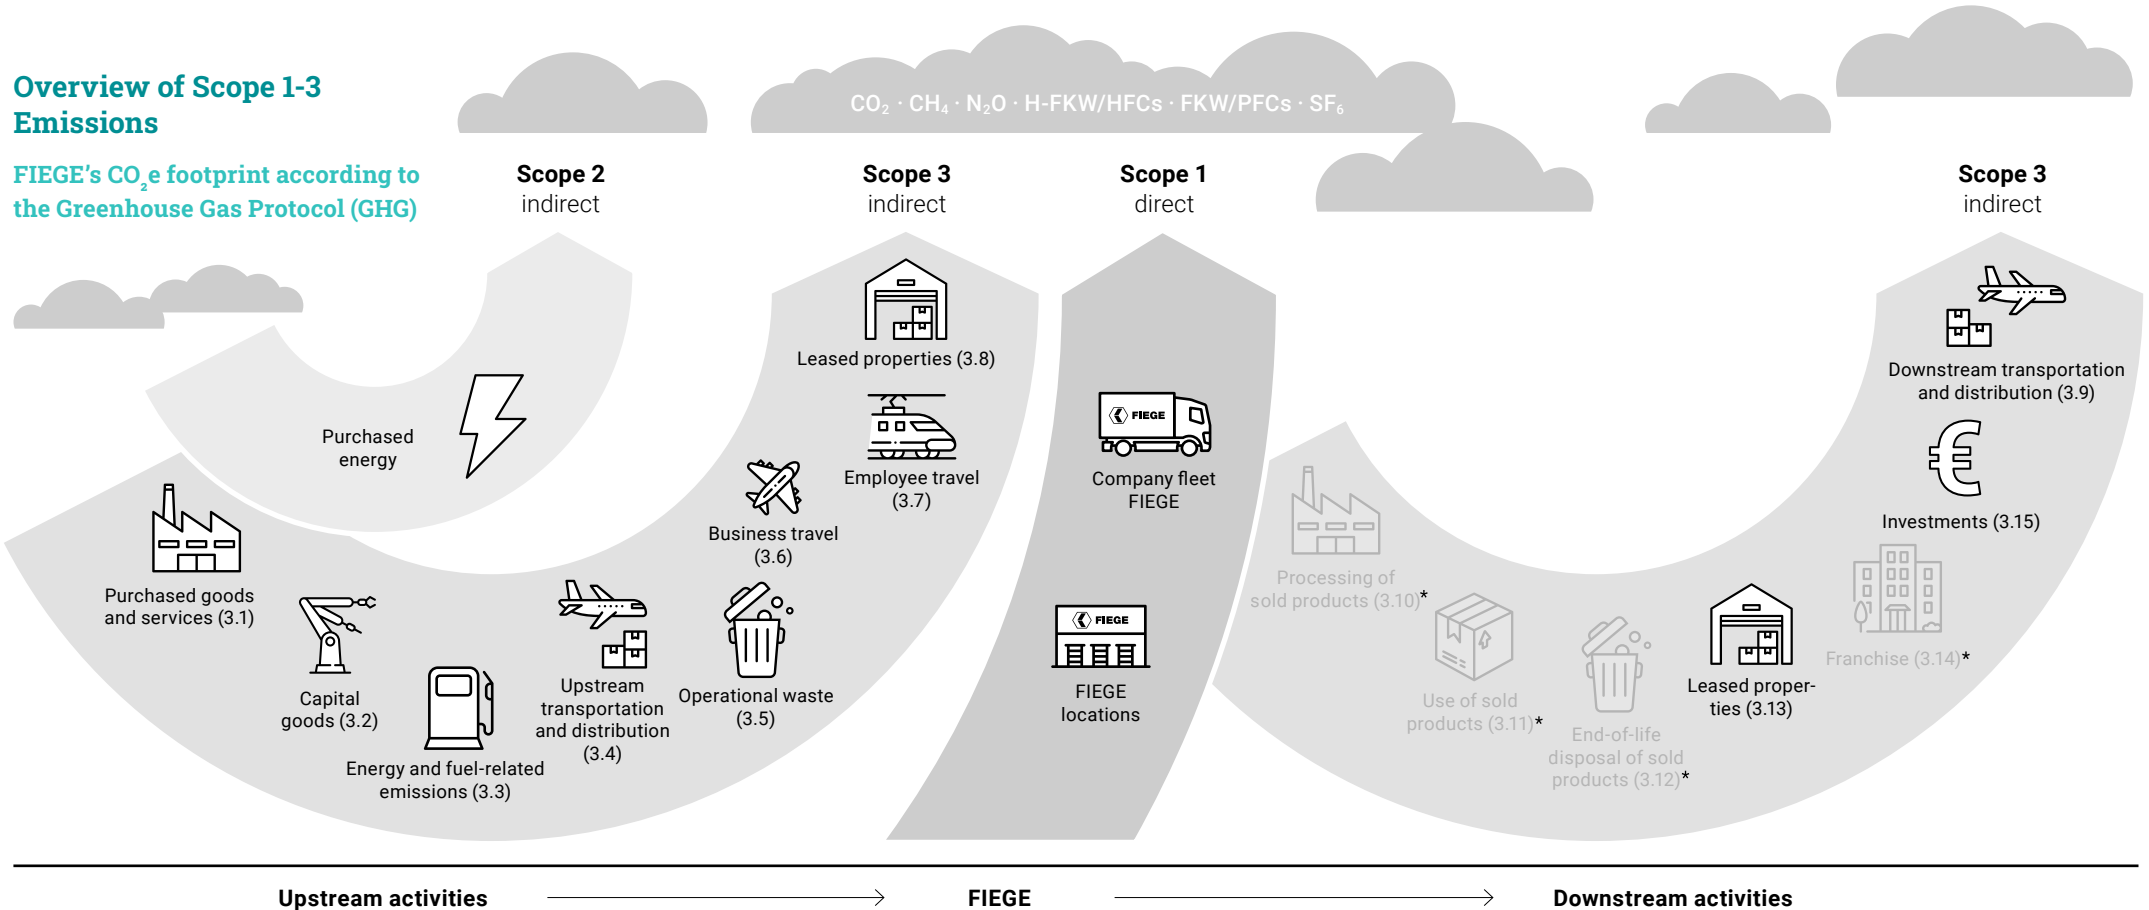 Overview of Scope 1-3
Emissions
FIEGE's CO₂e footprint according to
the Greenhouse Gas Protocol (GHG)
CO₂ · CH₄ · N₂O · H-FKW/HFCs · FKW/PFCs · SF₆
Scope 2
indirect
Scope 3
indirect
Scope 1
direct
Scope 3
indirect
Purchased
energy
Purchased goods
and services (3.1)
Capital
goods (3.2)
Energy and fuel-related
emissions (3.3)
Upstream
transportation
and distribution
(3.4)
Operational waste
(3.5)
Business travel
(3.6)
Employee travel
(3.7)
Leased properties (3.8)
FIEGE
Company fleet
FIEGE
FIEGE
FIEGE
locations
Processing of
sold products (3.10)*
Use of sold
products (3.11)*
End-of-life
disposal of sold
products (3.12)*
Leased proper-
ties (3.13)
Franchise (3.14)*
Investments (3.15)
Downstream transportation
and distribution (3.9)
Upstream activities
FIEGE
Downstream activities